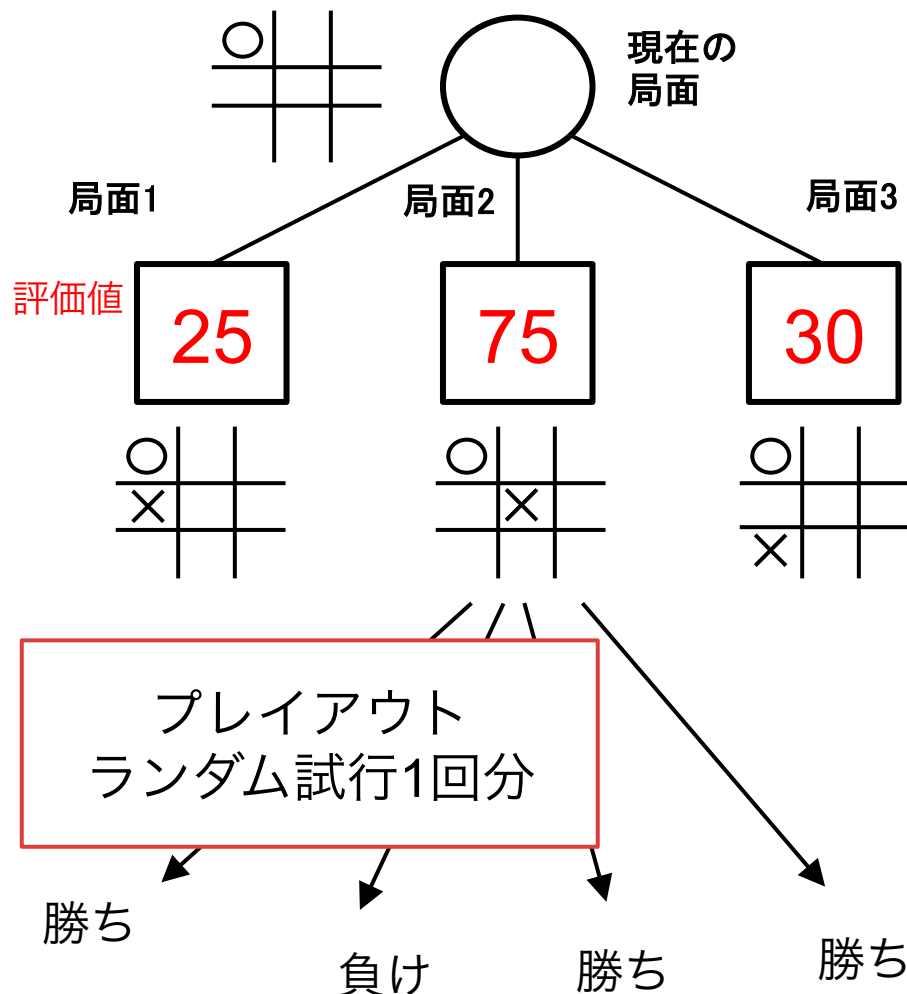 現在の
局面
局面1
局面2
局面3
評価値
25
75
30
プレイアウト
ランダム試行1回分
勝ち
負け
勝ち
勝ち